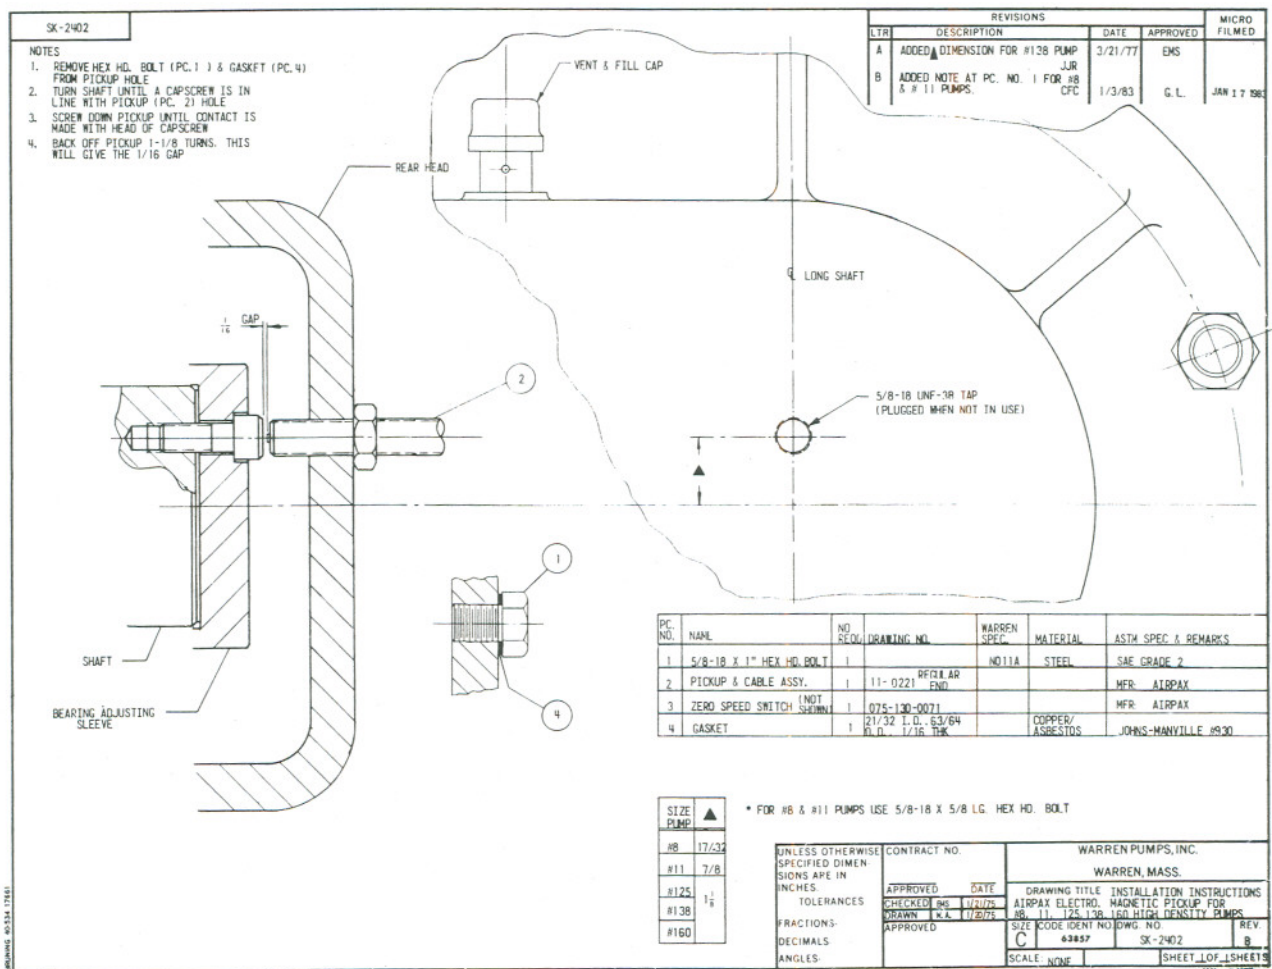 SK-2402
NOTES
1. REMOVE HEX HD. BOLT (PC.1 ) & GASKET (PC.4)
FROM PICKUP HOLE
2. TURN SHAFT UNTIL A CAPSCREW IS IN
LINE WITH PICKUP (PC. 2) HOLE
3. SCREW DOWN PICKUP UNTIL CONTACT IS
MADE WITH HEAD OF CAPSCREW
4. BACK OFF PICKUP 1-1/8 TURNS. THIS
WILL GIVE THE 1/16 GAP
REVISIONS
MICRO FILMED
LTR DESCRIPTION DATE APPROVED
A ADDED ▲ DIMENSION FOR #138 PUMP 3/21/77 EMS
JJR
B ADDED NOTE AT PC. NO. 1 FOR #8
& # 11 PUMPS. CFC 1/3/83 G.L. JAN 17
VENT & FILL CAP
REAR HEAD
℄ LONG SHAFT
1/16 GAP
2
5/8-18 UNF-3B TAP
(PLUGGED WHEN NOT IN USE)
▲
1
4
SHAFT
BEARING ADJUSTING
SLEEVE
PC. NO. NAME NO REQD. DRAWING NO. WARREN SPEC. MATERIAL ASTM SPEC & REMARKS
1 5/8-18 X 1" HEX HD. BOLT 1 N011A STEEL SAE GRADE 2
2 PICKUP & CABLE ASSY. 1 11-0221 REGULAR END MFR: AIRPAX
3 ZERO SPEED SWITCH (NOT SHOWN) 1 075-130-0071 MFR: AIRPAX
4 GASKET 1 21/32 I.D., 63/64 O.D., 1/16 THK COPPER/ASBESTOS JOHNS-MANVILLE #930
SIZE PUMP ▲
#8 17/32
#11 7/8
#125
#138
#160
* FOR #8 & #11 PUMPS USE 5/8-18 X 5/8 LG. HEX HD. BOLT
UNLESS OTHERWISE
SPECIFIED DIMEN-
SIONS ARE IN
INCHES.
TOLERANCES
FRACTIONS-
DECIMALS
ANGLES-
CONTRACT NO.
APPROVED DATE
CHECKED 1/21/75
DRAWN 1/20/75
APPROVED
WARREN PUMPS, INC.
WARREN, MASS.
DRAWING TITLE INSTALLATION INSTRUCTIONS
AIRPAX ELECTRO. MAGNETIC PICKUP FOR
#8, 11, 125, 138, 160 HIGH DENSITY PUMPS
SIZE C
CODE IDENT NO. 63857
DWG. NO. SK-2402
REV. B
SCALE: NONE
SHEET 1 OF 1 SHEETS
BRUNING 40-534 17661